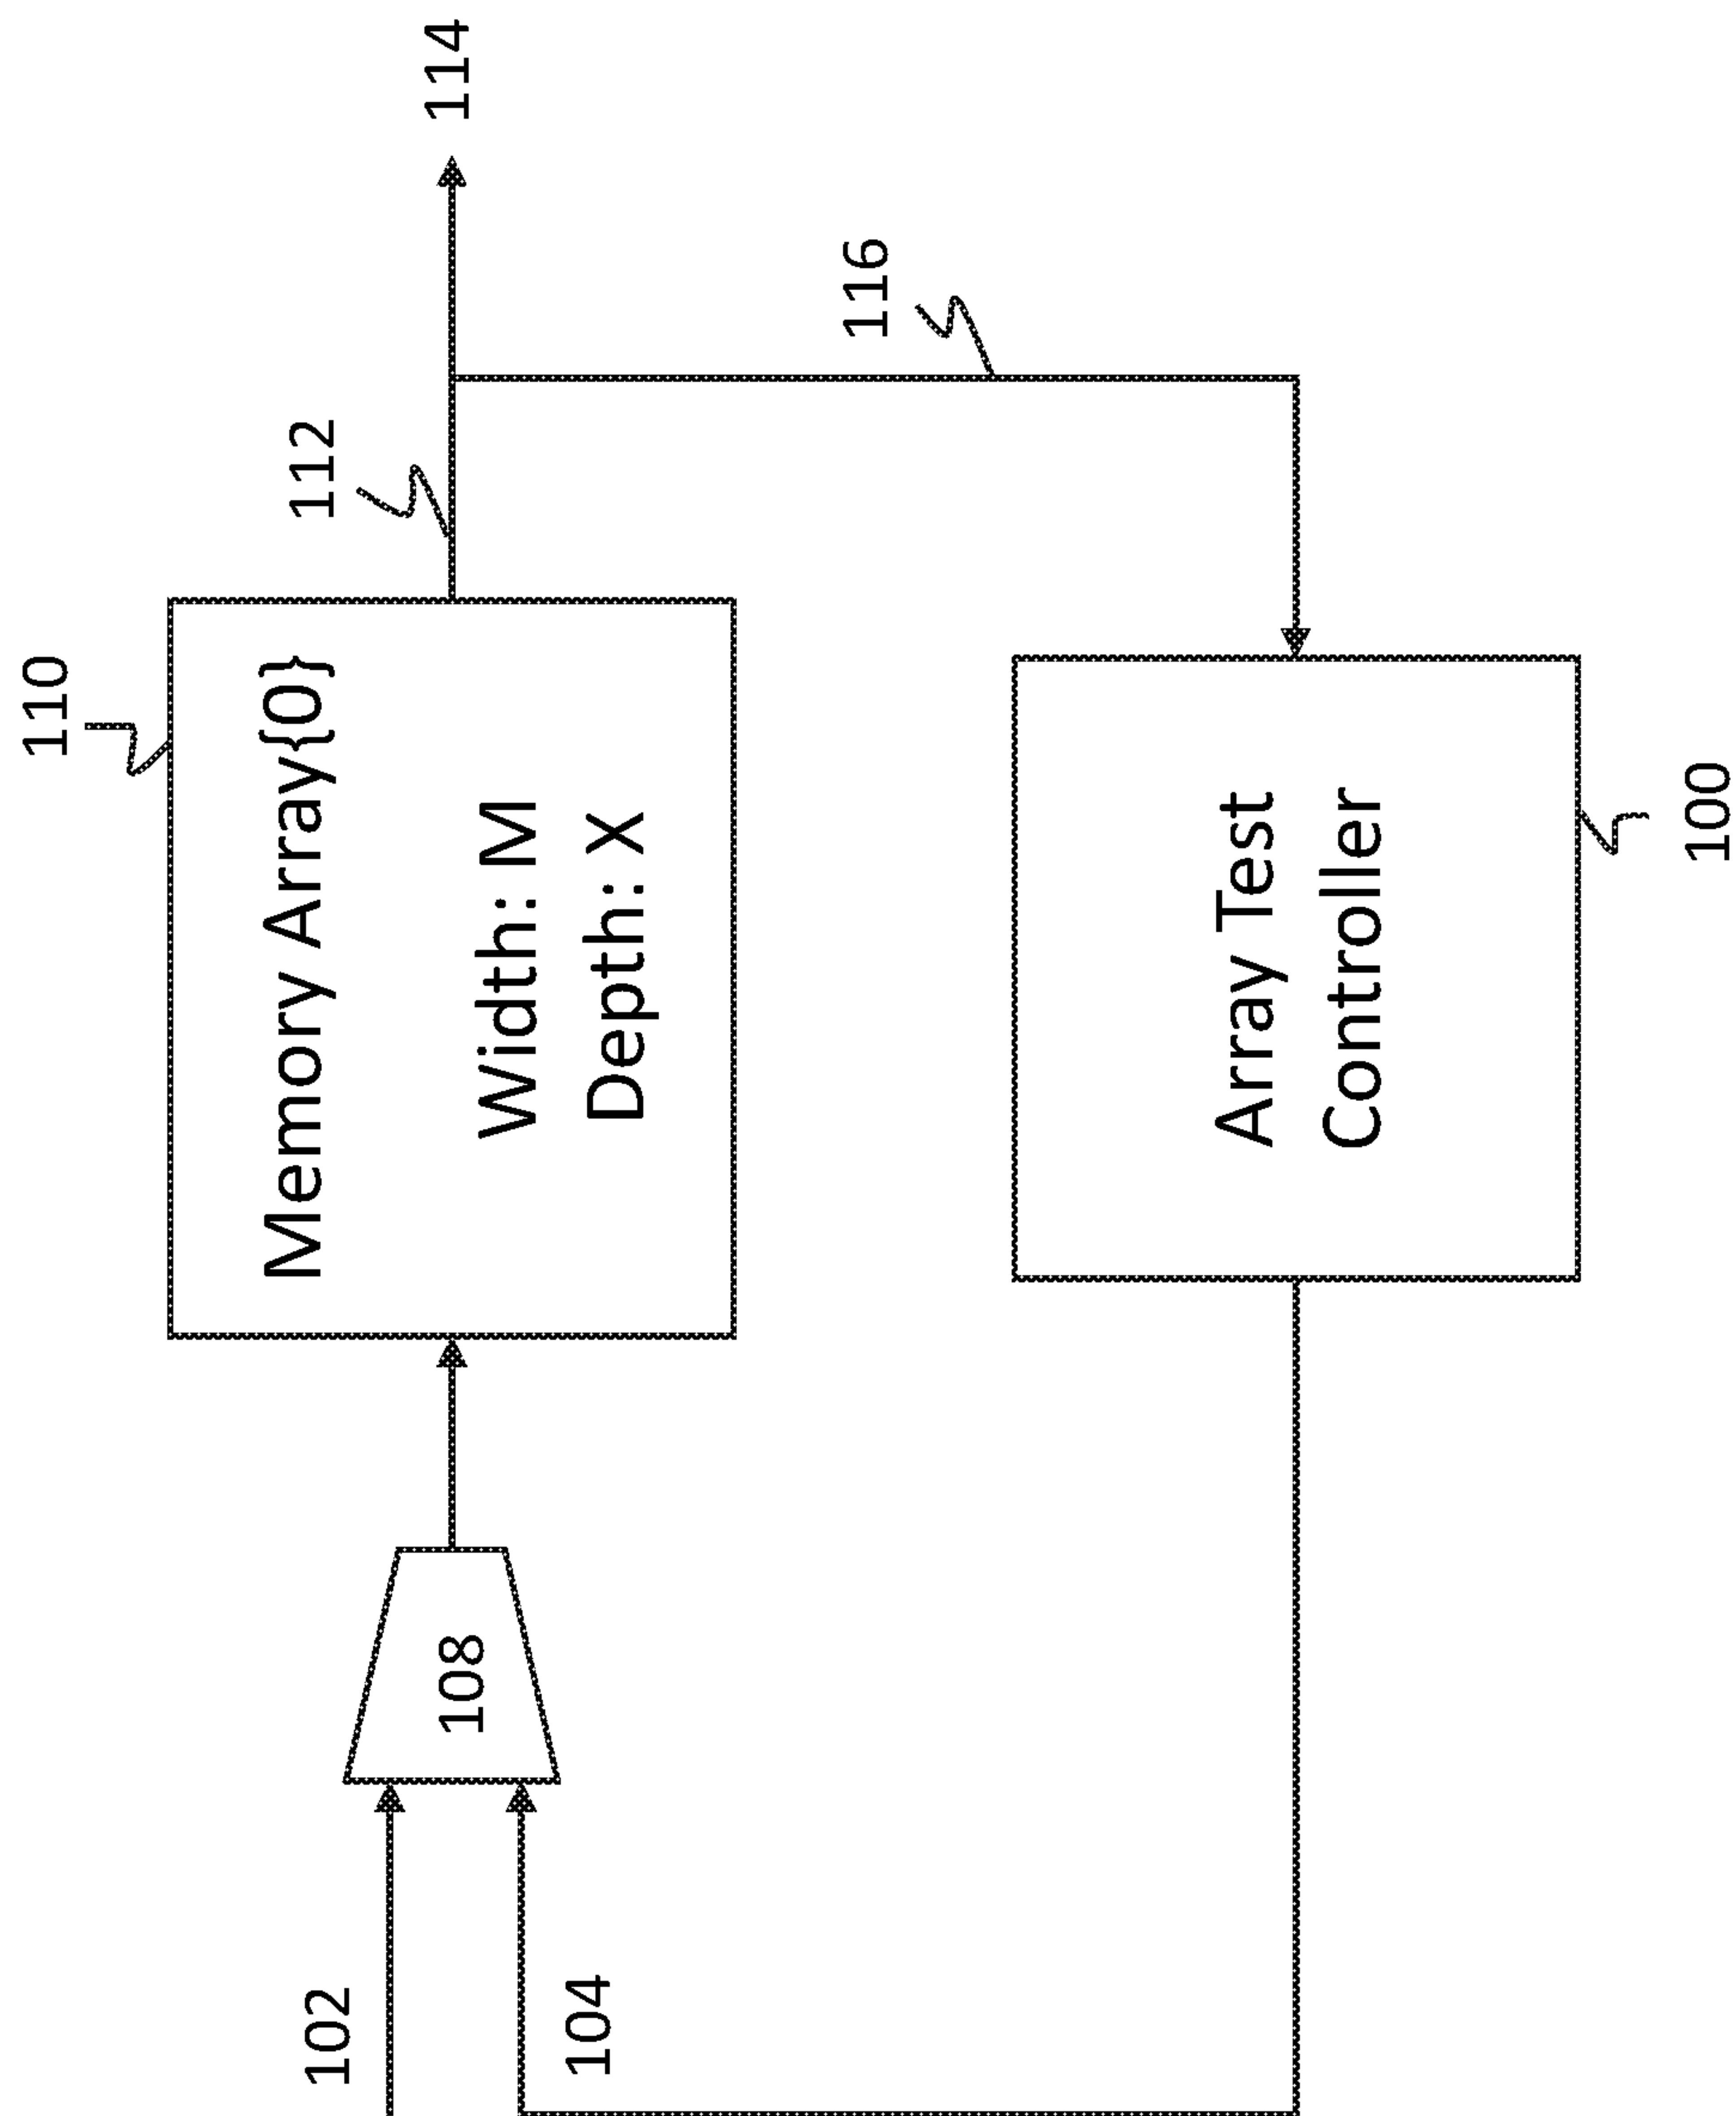 110
112
114
Memory Array{0}
Width: M
Depth: X
102
108
104
116
Array Test
Controller
100